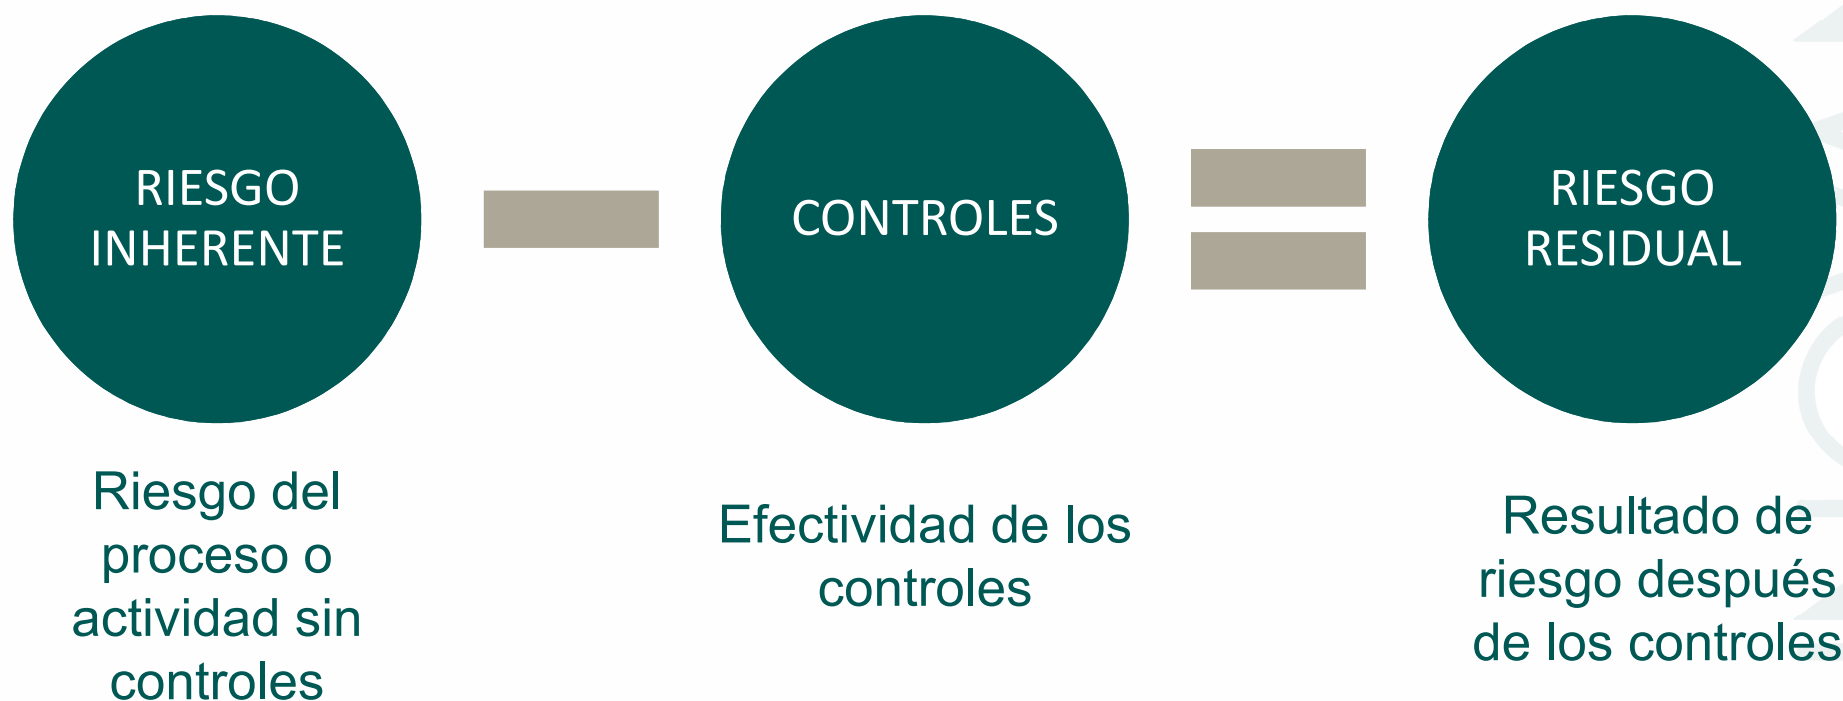 RIESGO
INHERENTE
CONTROLES
RIESGO
RESIDUAL
Riesgo del
proceso o
actividad sin
controles
Efectividad de los
controles
Resultado de
riesgo después
de los controles